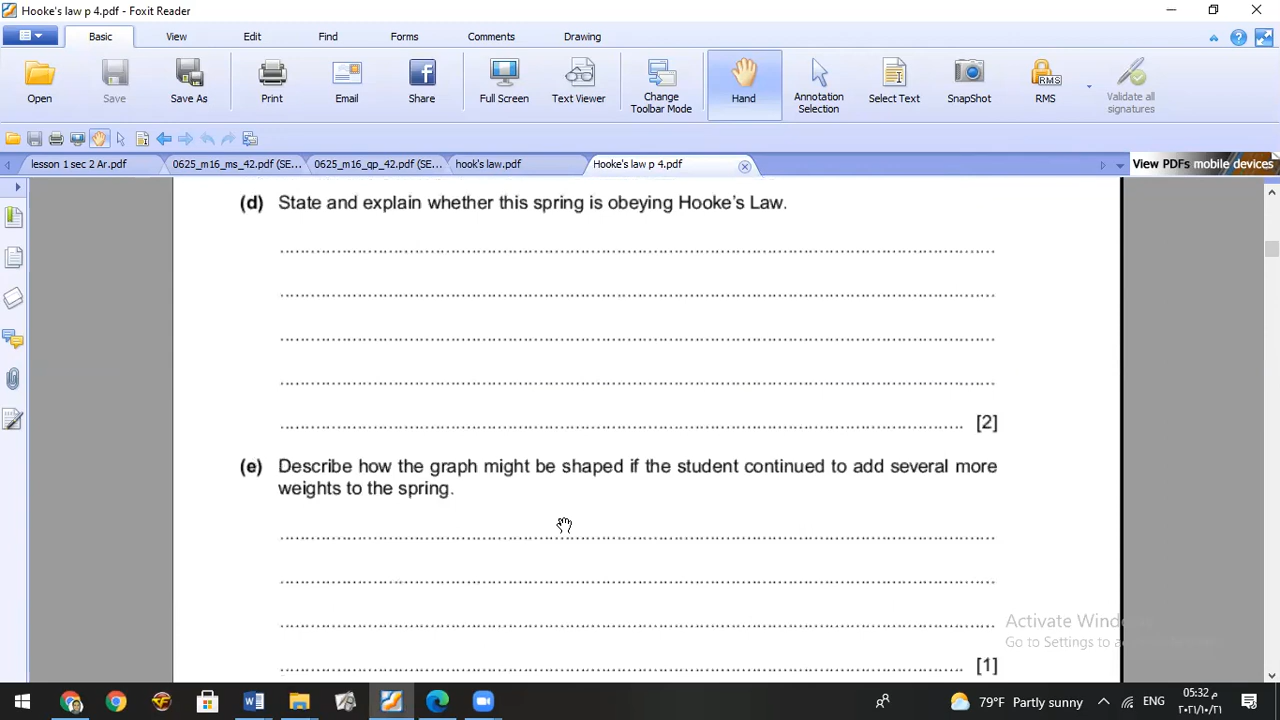 Hooke's law p 4.pdf - Foxit Reader
Basic View Edit Find Forms Comments Drawing
Open Save Save As Print Email Share Full Screen Text Viewer Change Toolbar Mode Hand Annotation Selection Select Text SnapShot RMS Validate all signatures
lesson 1 sec 2 Ar.pdf 0625_m16_ms_42.pdf (SE... 0625_m16_qp_42.pdf (SE... hook's law.pdf Hooke's law p 4.pdf View PDFs mobile devices
(d) State and explain whether this spring is obeying Hooke's Law.
[2]
(e) Describe how the graph might be shaped if the student continued to add several more
weights to the spring.
Activate Windo
Go to Settings to a
[1]
79°F Partly sunny ENG 05:32 م
٢٠٢١/١٠/٢٦